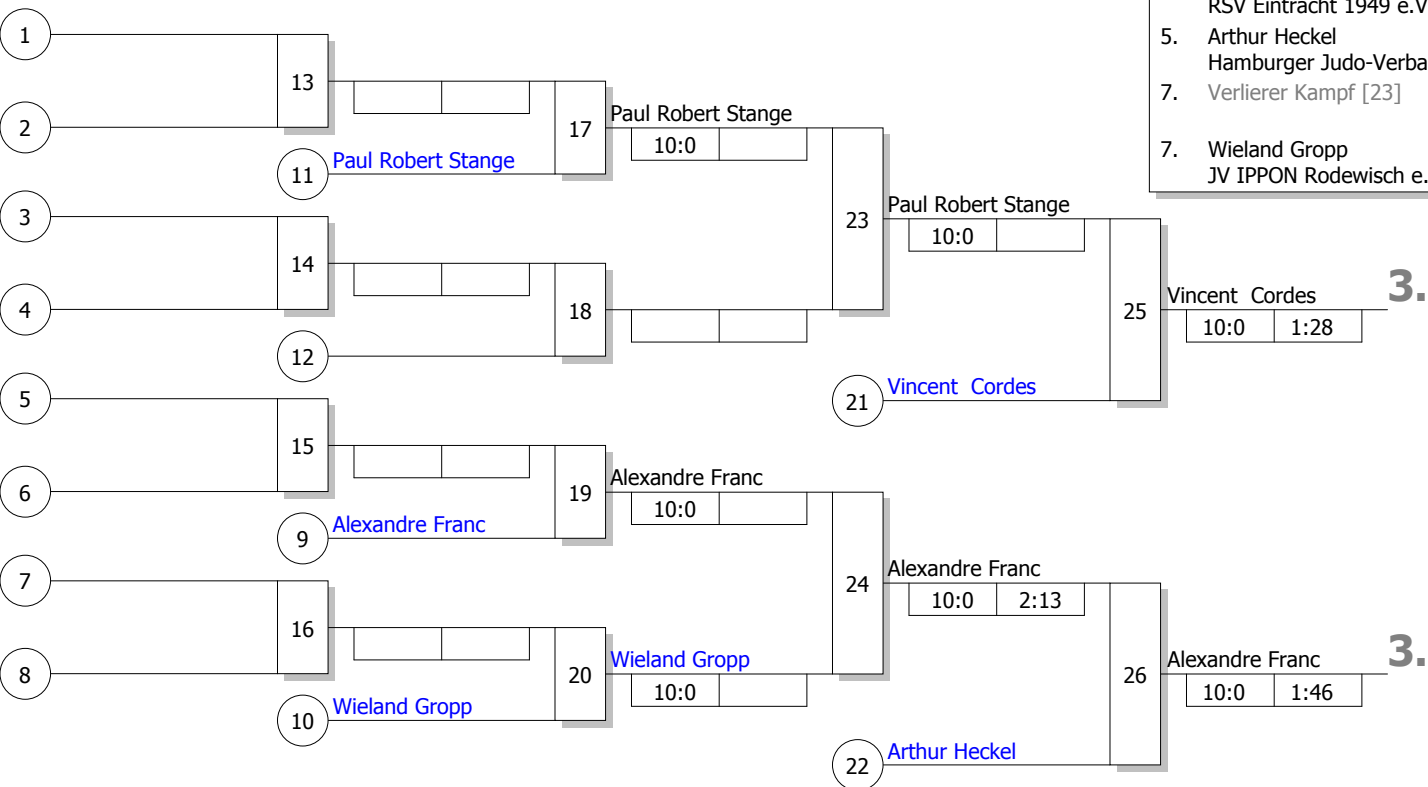 RSV Eintracht 1949 e.V
5. Arthur Heckel
Hamburger Judo-Verba
7. Verlierer Kampf [23]
7. Wieland Gropp
JV IPPON Rodewisch e.
1
13
2
17
Paul Robert Stange
10:0
11
Paul Robert Stange
3
23
Paul Robert Stange
10:0
14
4
18
12
25
Vincent Cordes
3.
10:0 1:28
5
21
Vincent Cordes
15
6
19
Alexandre Franc
10:0
9
Alexandre Franc
7
24
Alexandre Franc
10:0 2:13
16
8
20
Wieland Gropp
10:0
10
Wieland Gropp
26
Alexandre Franc
3.
10:0 1:46
22
Arthur Heckel